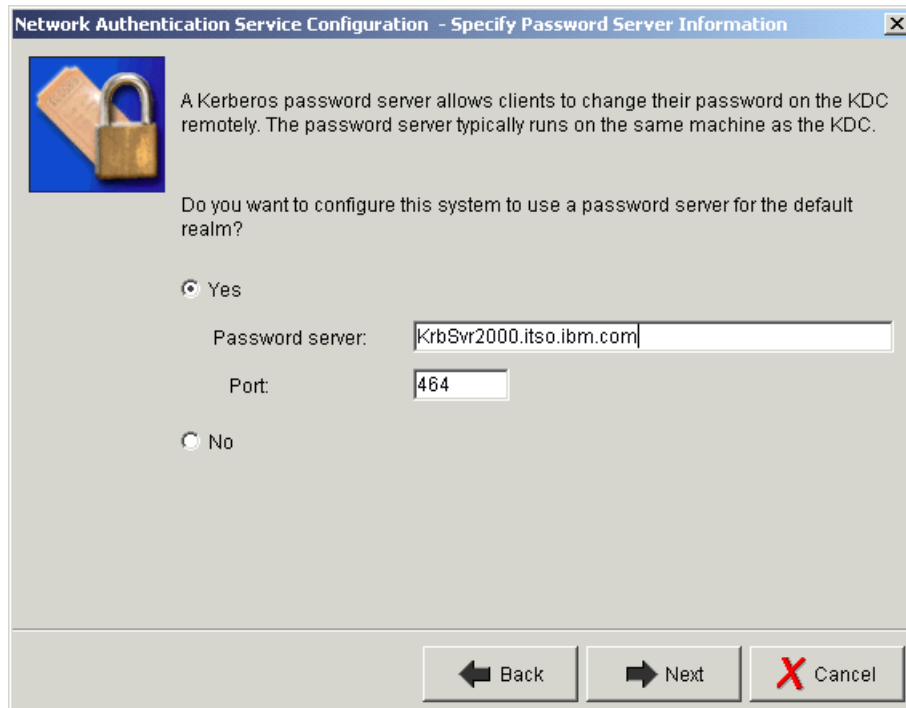 Network Authentication Service Configuration - Specify Password Server Information
A Kerberos password server allows clients to change their password on the KDC
remotely. The password server typically runs on the same machine as the KDC.
Do you want to configure this system to use a password server for the default
realm?
Yes
Password server: KrbSvr2000.itso.ibm.com
Port: 464
No
Back Next Cancel